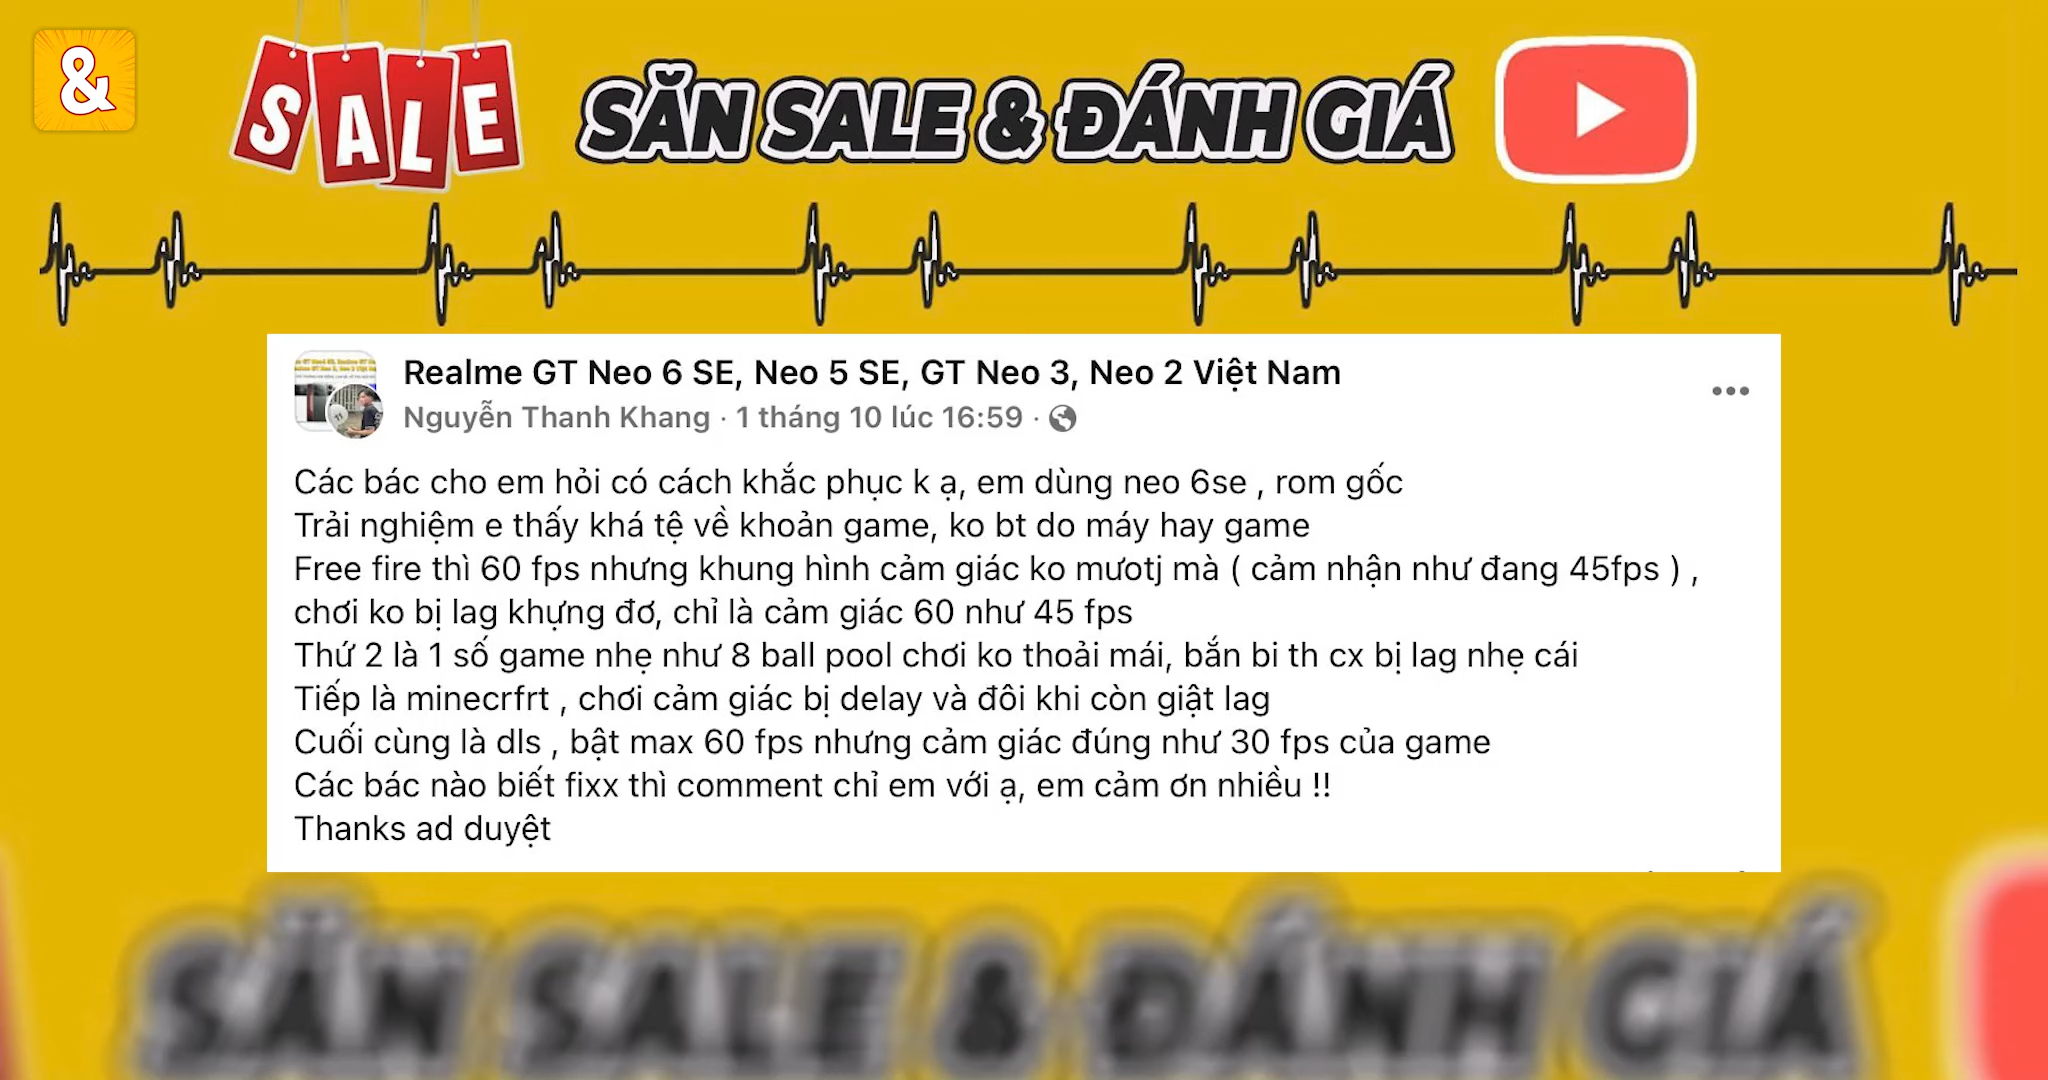 &
SALE
SĂN SALE & ĐÁNH GIÁ
Realme GT Neo 6 SE, Neo 5 SE, GT Neo 3, Neo 2 Việt Nam
Nguyễn Thanh Khang · 1 tháng 10 lúc 16:59 ·
Các bác cho em hỏi có cách khắc phục k ạ, em dùng neo 6se , rom gốc
Trải nghiệm e thấy khá tệ về khoản game, ko bt do máy hay game
Free fire thì 60 fps nhưng khung hình cảm giác ko mưotj mà ( cảm nhận như đang 45fps ) ,
chơi ko bị lag khựng đơ, chỉ là cảm giác 60 như 45 fps
Thứ 2 là 1 số game nhẹ như 8 ball pool chơi ko thoải mái, bắn bi th cx bị lag nhẹ cái
Tiếp là minecrfrt , chơi cảm giác bị delay và đôi khi còn giật lag
Cuối cùng là dls , bật max 60 fps nhưng cảm giác đúng như 30 fps của game
Các bác nào biết fixx thì comment chỉ em với ạ, em cảm ơn nhiều !!
Thanks ad duyệt
SĂN SALE & ĐÁNH GIÁ